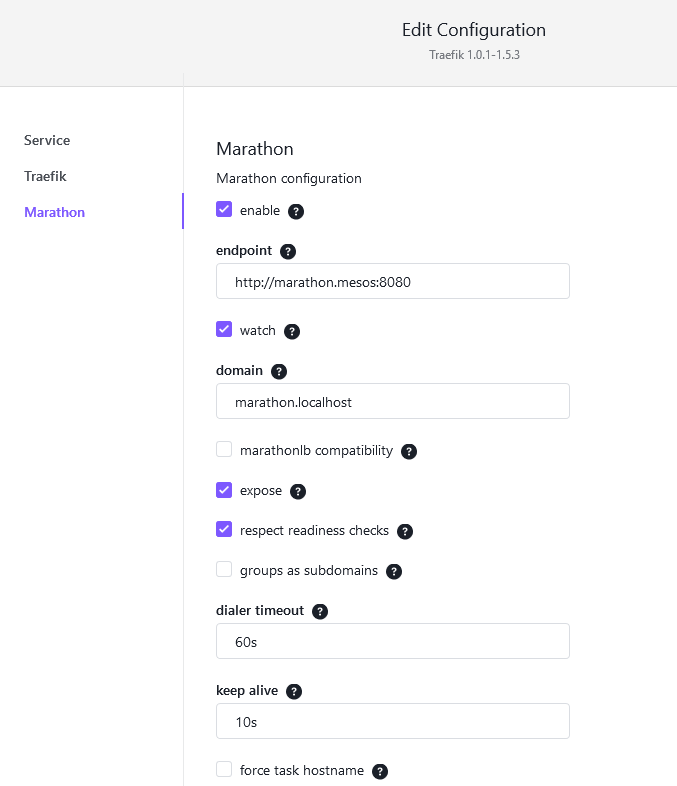 Edit Configuration
Traefik 1.0.1-1.5.3
Service
Traefik
Marathon
Marathon
Marathon configuration
enable ?
endpoint ?
http://marathon.mesos:8080
watch ?
domain ?
marathon.localhost
marathonlb compatibility ?
expose ?
respect readiness checks ?
groups as subdomains ?
dialer timeout ?
60s
keep alive ?
10s
force task hostname ?